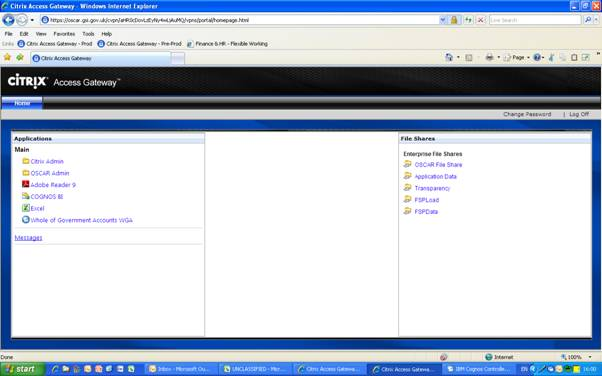 Citrix Access Gateway - Windows Internet Explorer
https://oscar.gsi.gov.uk/cvpn/
/vpns/portal/homepage.html
Live Search
File Edit View Favorites Tools Help
Links Citrix Access Gateway - Prod Citrix Access Gateway - Pre-Prod Finance & HR - Flexible Working
Citrix Access Gateway
Page
CITRIX Access Gateway™
Home
Change Password | Log Off
Applications
Main
Citrix Admin
OSCAR Admin
Adobe Reader 9
COGNOS BI
Excel
Whole of Government Accounts WGA
Messages
File Shares
Enterprise File Shares
OSCAR File Share
Application Data
Transparency
FSPLoad
FSPData
Done
Internet
100%
start
Inbox - Microsoft Ou...
UNCLASSIFIED - Micr...
Citrix Access Gatewa...
Citrix Access Gatewa...
IBM Cognos Controlle...
EN
16:00